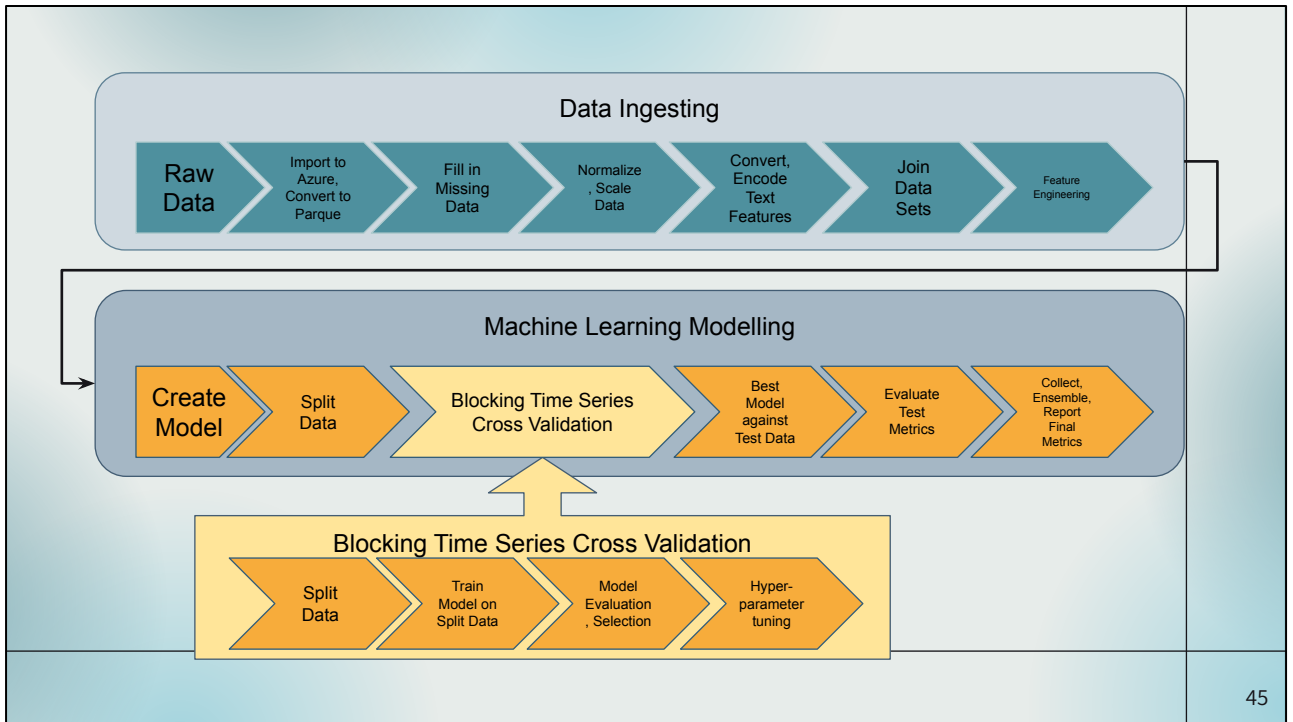 Data Ingesting
Raw
Data
Import to
Azure,
Convert to
Parque
Fill in
Missing
Data
Normalize
, Scale
Data
Convert,
Encode
Text
Features
Join
Data
Sets
Feature
Engineering
Machine Learning Modelling
Create
Model
Split
Data
Blocking Time Series
Cross Validation
Best
Model
against
Test Data
Evaluate
Test
Metrics
Collect,
Ensemble,
Report
Final
Metrics
Blocking Time Series Cross Validation
Split
Data
Train
Model on
Split Data
Model
Evaluation
, Selection
Hyper-
parameter
tuning
45